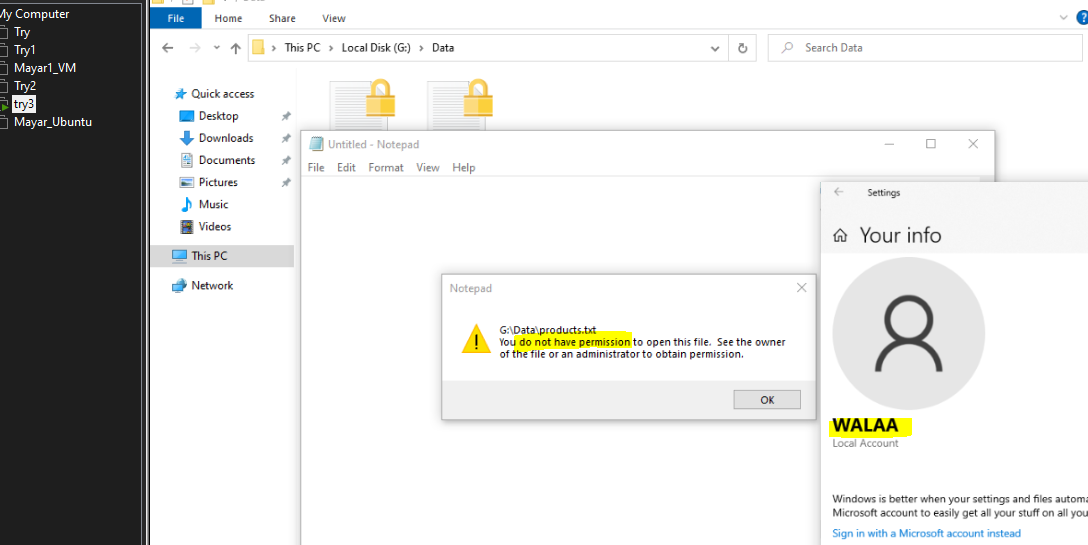 My Computer
Try
Try1
Mayar1_VM
Try2
try3
Mayar_Ubuntu
File
Home
Share
View
This PC
Local Disk (G:)
Data
Search Data
Quick access
Desktop
Downloads
Documents
Pictures
Music
Videos
This PC
Network
Untitled - Notepad
File
Edit
Format
View
Help
Notepad
G:\Data\products.txt
You do not have permission to open this file. See the owner
of the file or an administrator to obtain permission.
OK
Settings
Your info
WALAA
Local Account
Windows is better when your settings and files
Microsoft account to easily get all your stuff on all
Sign in with a Microsoft account instead